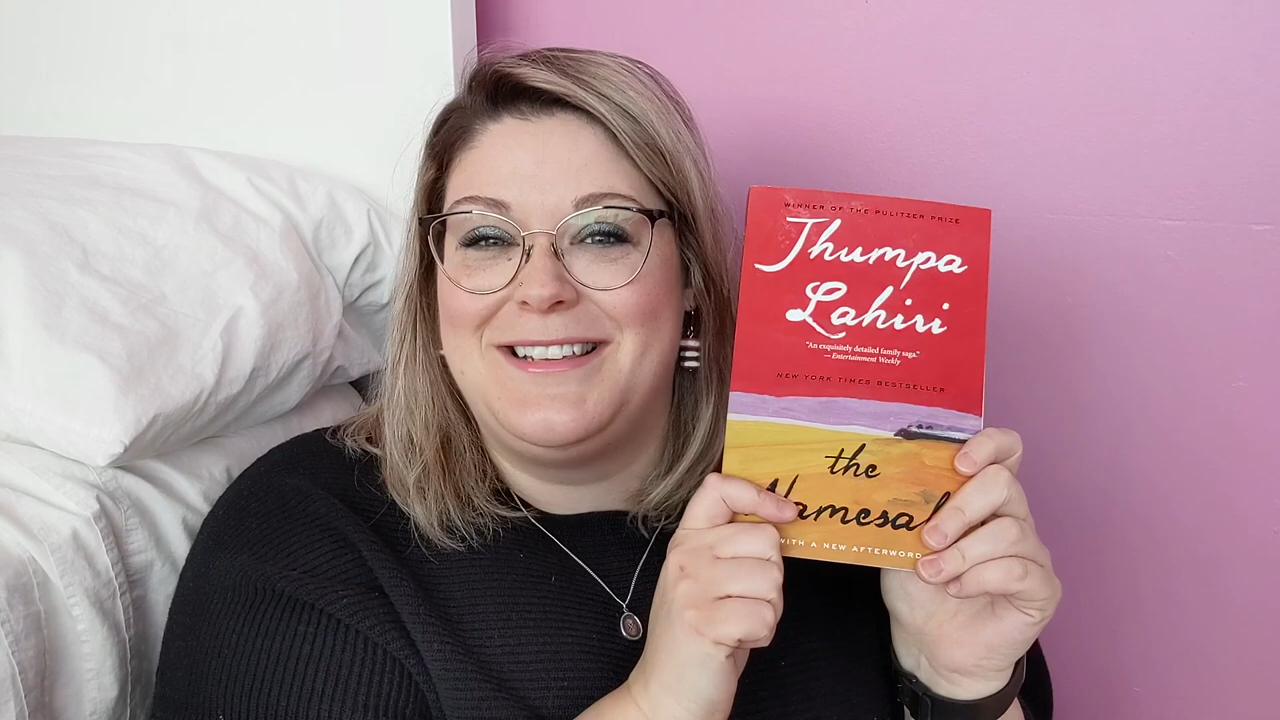 WINNER OF THE PULITZER PRIZE
Jhumpa
Lahiri
"An exquisitely detailed family saga."
— Entertainment Weekly
NEW YORK TIMES BESTSELLER
the
Namesak
WITH A NEW AFTERWORD